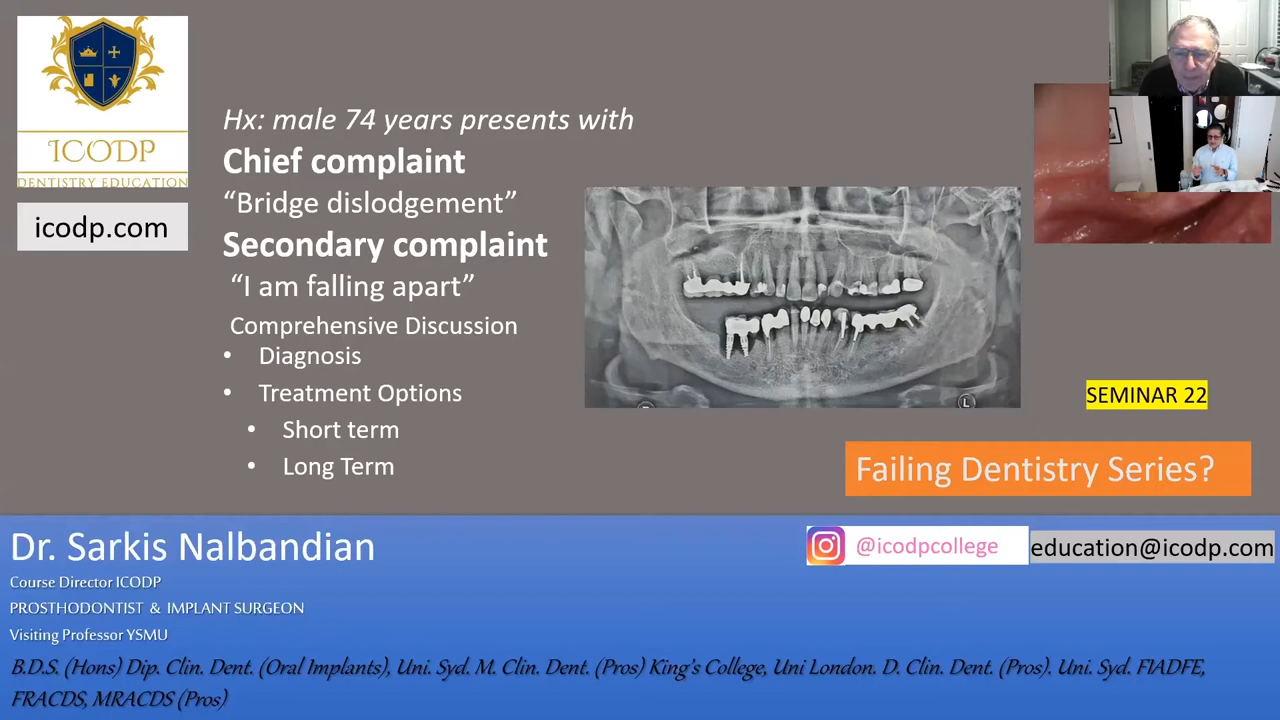 ICODP
DENTISTRY EDUCATION
icodp.com
Hx: male 74 years presents with
Chief complaint
“Bridge dislodgement”
Secondary complaint
“I am falling apart”
Comprehensive Discussion
• Diagnosis
• Treatment Options
• Short term
• Long Term
L
SEMINAR 22
Failing Dentistry Series?
Dr. Sarkis Nalbandian
Course Director ICODP
PROSTHODONTIST & IMPLANT SURGEON
Visiting Professor YSMU
B.D.S. (Hons) Dip. Clin. Dent. (Oral Implants), Uni. Syd. M. Clin. Dent. (Pros) King's College, Uni London. D. Clin. Dent. (Pros). Uni. Syd. FIADFE,
FRACDS, MRACDS (Pros)
@icodpcollege
education@icodp.com